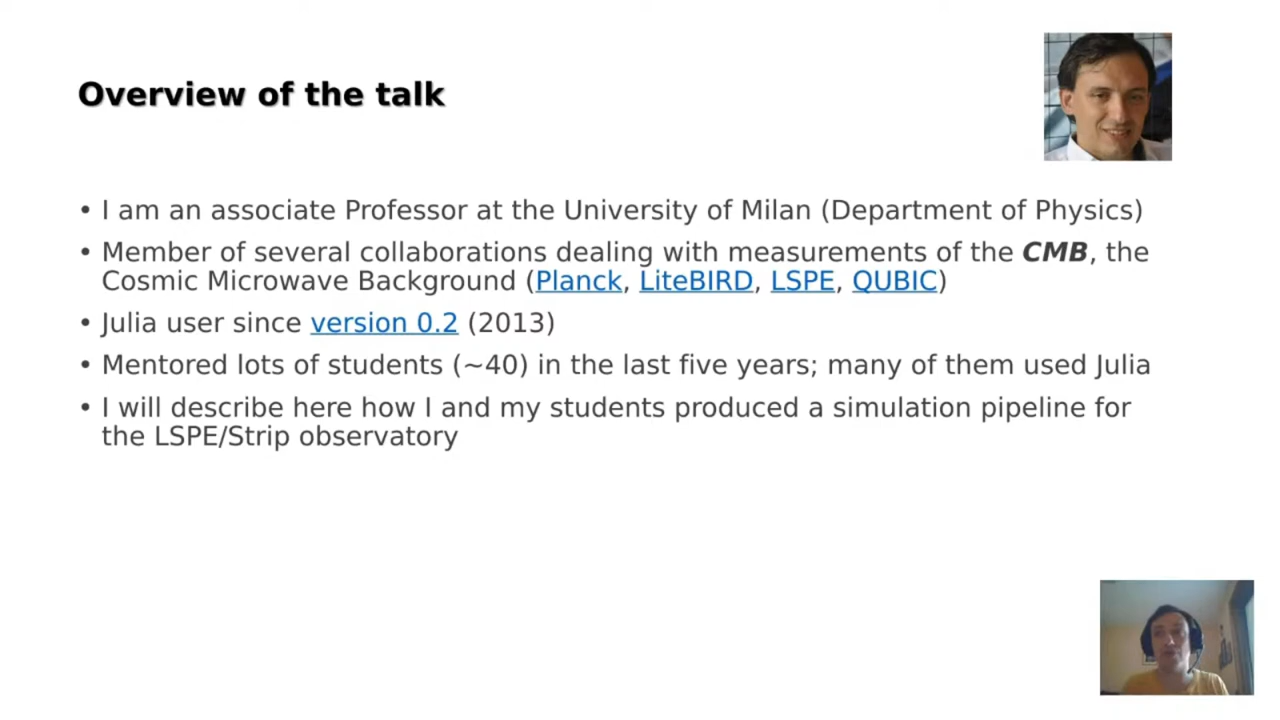 Overview of the talk
• I am an associate Professor at the University of Milan (Department of Physics)
• Member of several collaborations dealing with measurements of the CMB, the
Cosmic Microwave Background (Planck, LiteBIRD, LSPE, QUBIC)
• Julia user since version 0.2 (2013)
• Mentored lots of students (~40) in the last five years; many of them used Julia
• I will describe here how I and my students produced a simulation pipeline for
the LSPE/Strip observatory